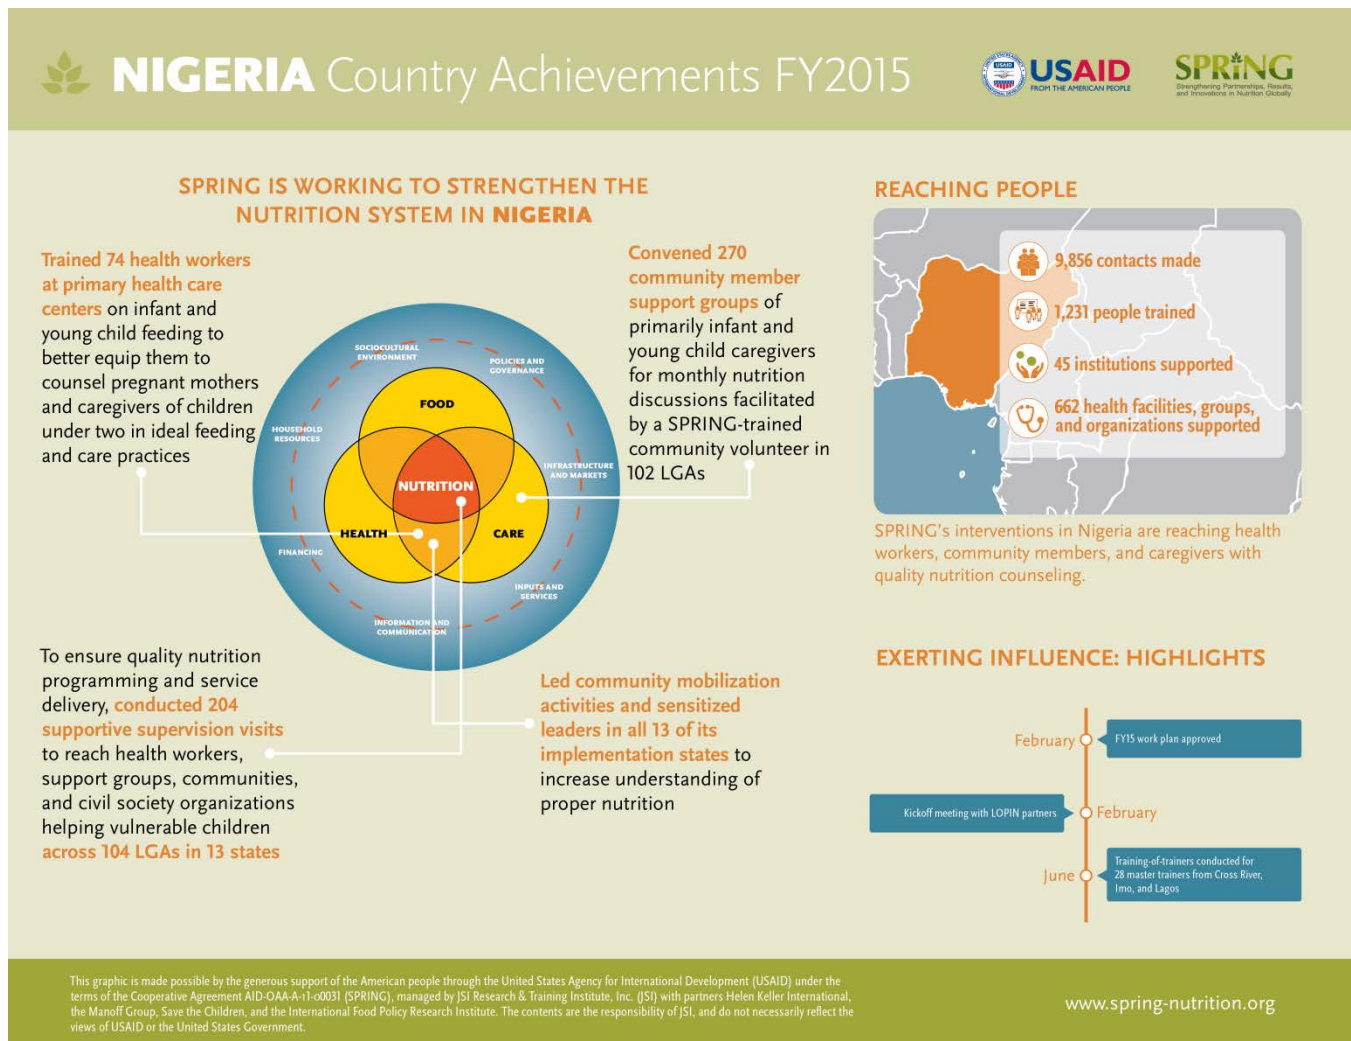 NIGERIA Country Achievements FY2015
USAID
USAID
FROM THE AMERICAN PEOPLE
SPRING
Strengthening Partnerships, Results,
and Innovations in Nutrition Globally
SPRING IS WORKING TO STRENGTHEN THE
NUTRITION SYSTEM IN NIGERIA
Trained 74 health workers
at primary health care
centers on infant and
young child feeding to
better equip them to
counsel pregnant mothers
and caregivers of children
under two in ideal feeding
and care practices
Convened 270
community member
support groups of
primarily infant and
young child caregivers
for monthly nutrition
discussions facilitated
by a SPRING-trained
community volunteer in
102 LGAs
SOCIOCULTURAL
ENVIRONMENT
POLICIES AND
GOVERNANCE
HOUSEHOLD
RESOURCES
INFRASTRUCTURE
AND MARKETS
FINANCING
INPUTS AND
SERVICES
INFORMATION AND
COMMUNICATION
FOOD
NUTRITION
HEALTH
CARE
To ensure quality nutrition
programming and service
delivery, conducted 204
supportive supervision visits
to reach health workers,
support groups, communities,
and civil society organizations
helping vulnerable children
across 104 LGAs in 13 states
Led community mobilization
activities and sensitized
leaders in all 13 of its
implementation states to
increase understanding of
proper nutrition
REACHING PEOPLE
9,856 contacts made
1,231 people trained
45 institutions supported
662 health facilities, groups,
and organizations supported
SPRING's interventions in Nigeria are reaching health
workers, community members, and caregivers with
quality nutrition counseling.
EXERTING INFLUENCE: HIGHLIGHTS
February
FY15 work plan approved
Kickoff meeting with LOPIN partners
February
June
Training-of-trainers conducted for
28 master trainers from Cross River,
Imo, and Lagos
This graphic is made possible by the generous support of the American people through the United States Agency for International Development (USAID) under the
terms of the Cooperative Agreement AID-OAA-A-11-00031 (SPRING), managed by JSI Research & Training Institute, Inc. (JSI) with partners Helen Keller International,
the Manoff Group, Save the Children, and the International Food Policy Research Institute. The contents are the responsibility of JSI, and do not necessarily reflect the
views of USAID or the United States Government.
www.spring-nutrition.org